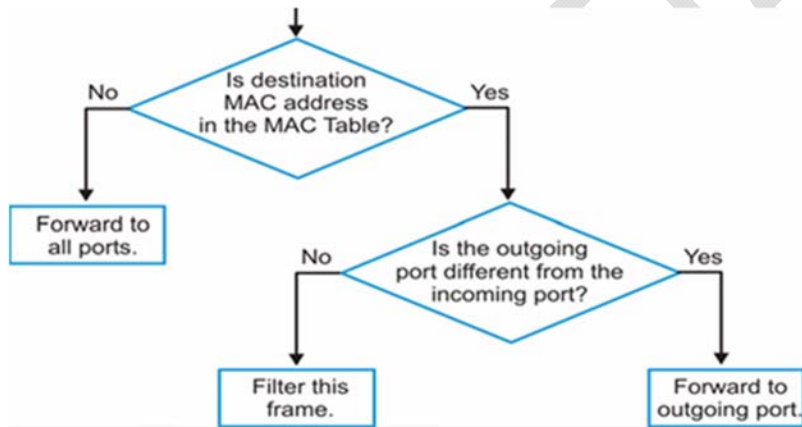 Is destination
MAC address
in the MAC Table?
No
Yes
Forward to
all ports.
Is the outgoing
port different from the
incoming port?
No
Yes
Filter this
frame.
Forward to
outgoing port.